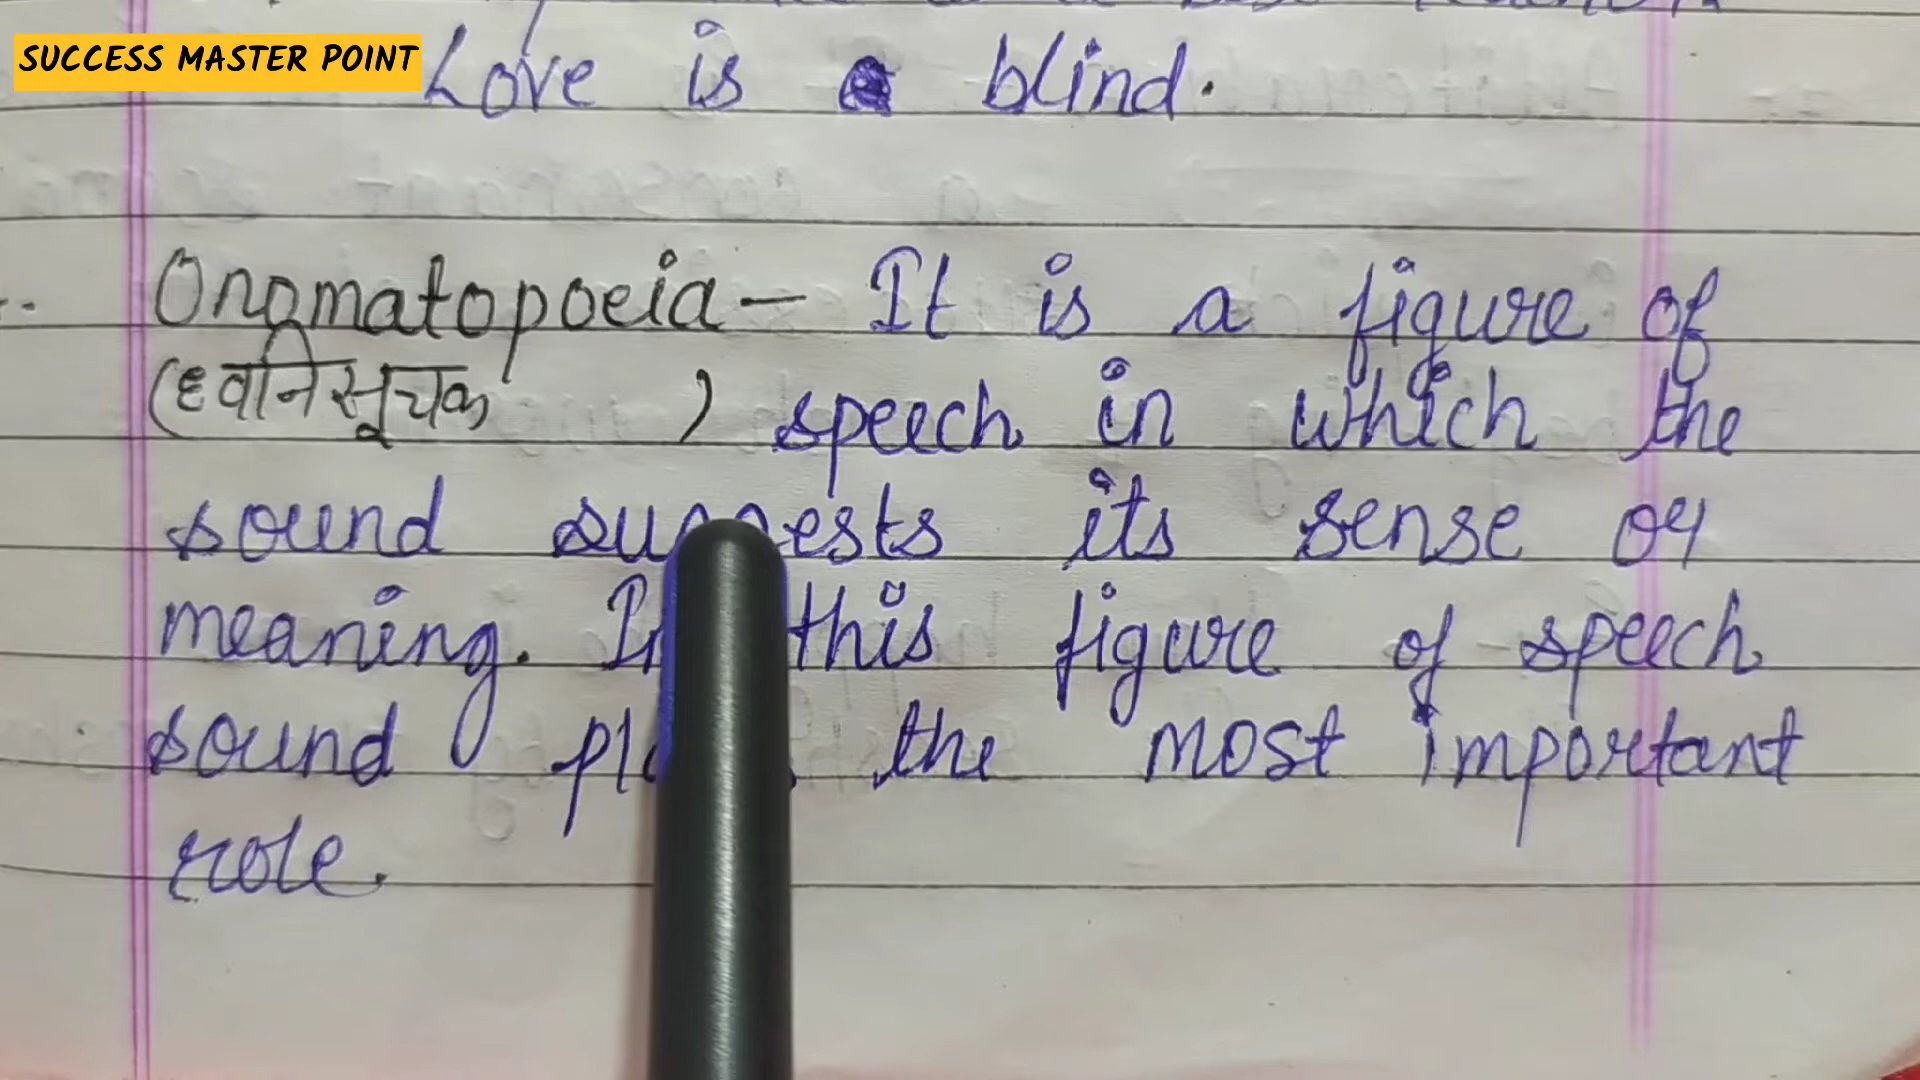 SUCCESS MASTER POINT
Love is a blind.
Onomatopoeia - It is a figure of
(ध्वनिसूचक ) speech in which the
sound suggests its sense or
meaning. In this figure of speech
sound the most important
role.